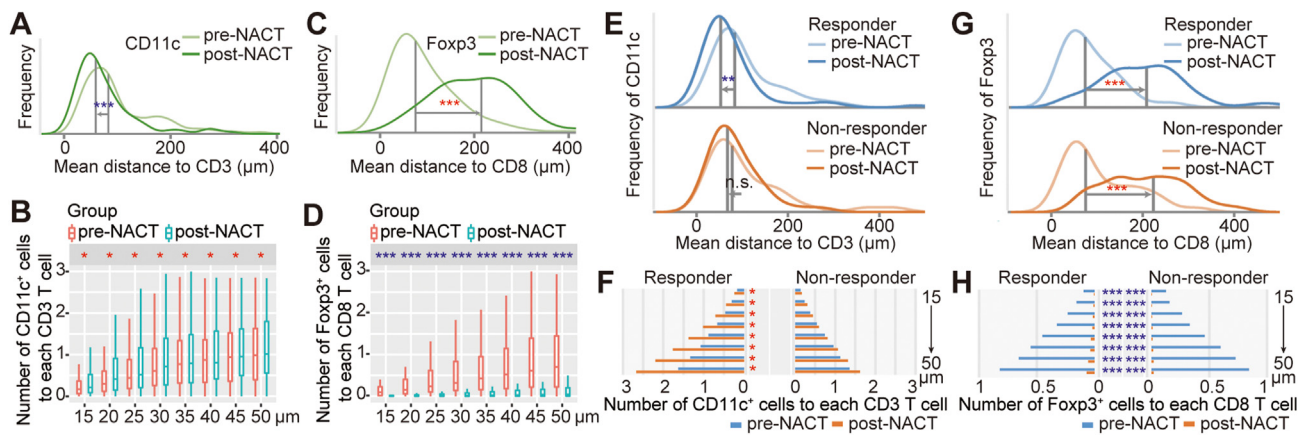 A
CD11c
pre-NACT
post-NACT
Frequency
***
0 200 400
Mean distance to CD3 (μm)
C
Foxp3
pre-NACT
post-NACT
Frequency
***
0 200 400
Mean distance to CD8 (μm)
B
Group
pre-NACT post-NACT
* * * * * * * *
Number of CD11c⁺ cells
to each CD3 T cell
3
2
1
0
15 20 25 30 35 40 45 50 μm
D
Group
pre-NACT post-NACT
*** *** *** *** *** *** *** ***
Number of Foxp3⁺ cells
to each CD8 T cell
3
2
1
0
15 20 25 30 35 40 45 50 μm
E
Responder
pre-NACT
post-NACT
**
Non-responder
pre-NACT
post-NACT
n.s.
Frequency of CD11c
0 200 400
Mean distance to CD3 (μm)
G
Responder
pre-NACT
post-NACT
***
Non-responder
pre-NACT
post-NACT
***
Frequency of Foxp3
0 200 400
Mean distance to CD8 (μm)
F
Responder Non-responder
*
*
*
*
*
*
*
*
15
50
μm
3 2 1 0 0 1 2 3
Number of CD11c⁺ cells to each CD3 T cell
pre-NACT post-NACT
H
Responder Non-responder
*** ***
*** ***
*** ***
*** ***
*** ***
*** ***
*** ***
*** ***
15
50
μm
1 0.5 0 0 0.5 1
Number of Foxp3⁺ cells to each CD8 T cell
pre-NACT post-NACT